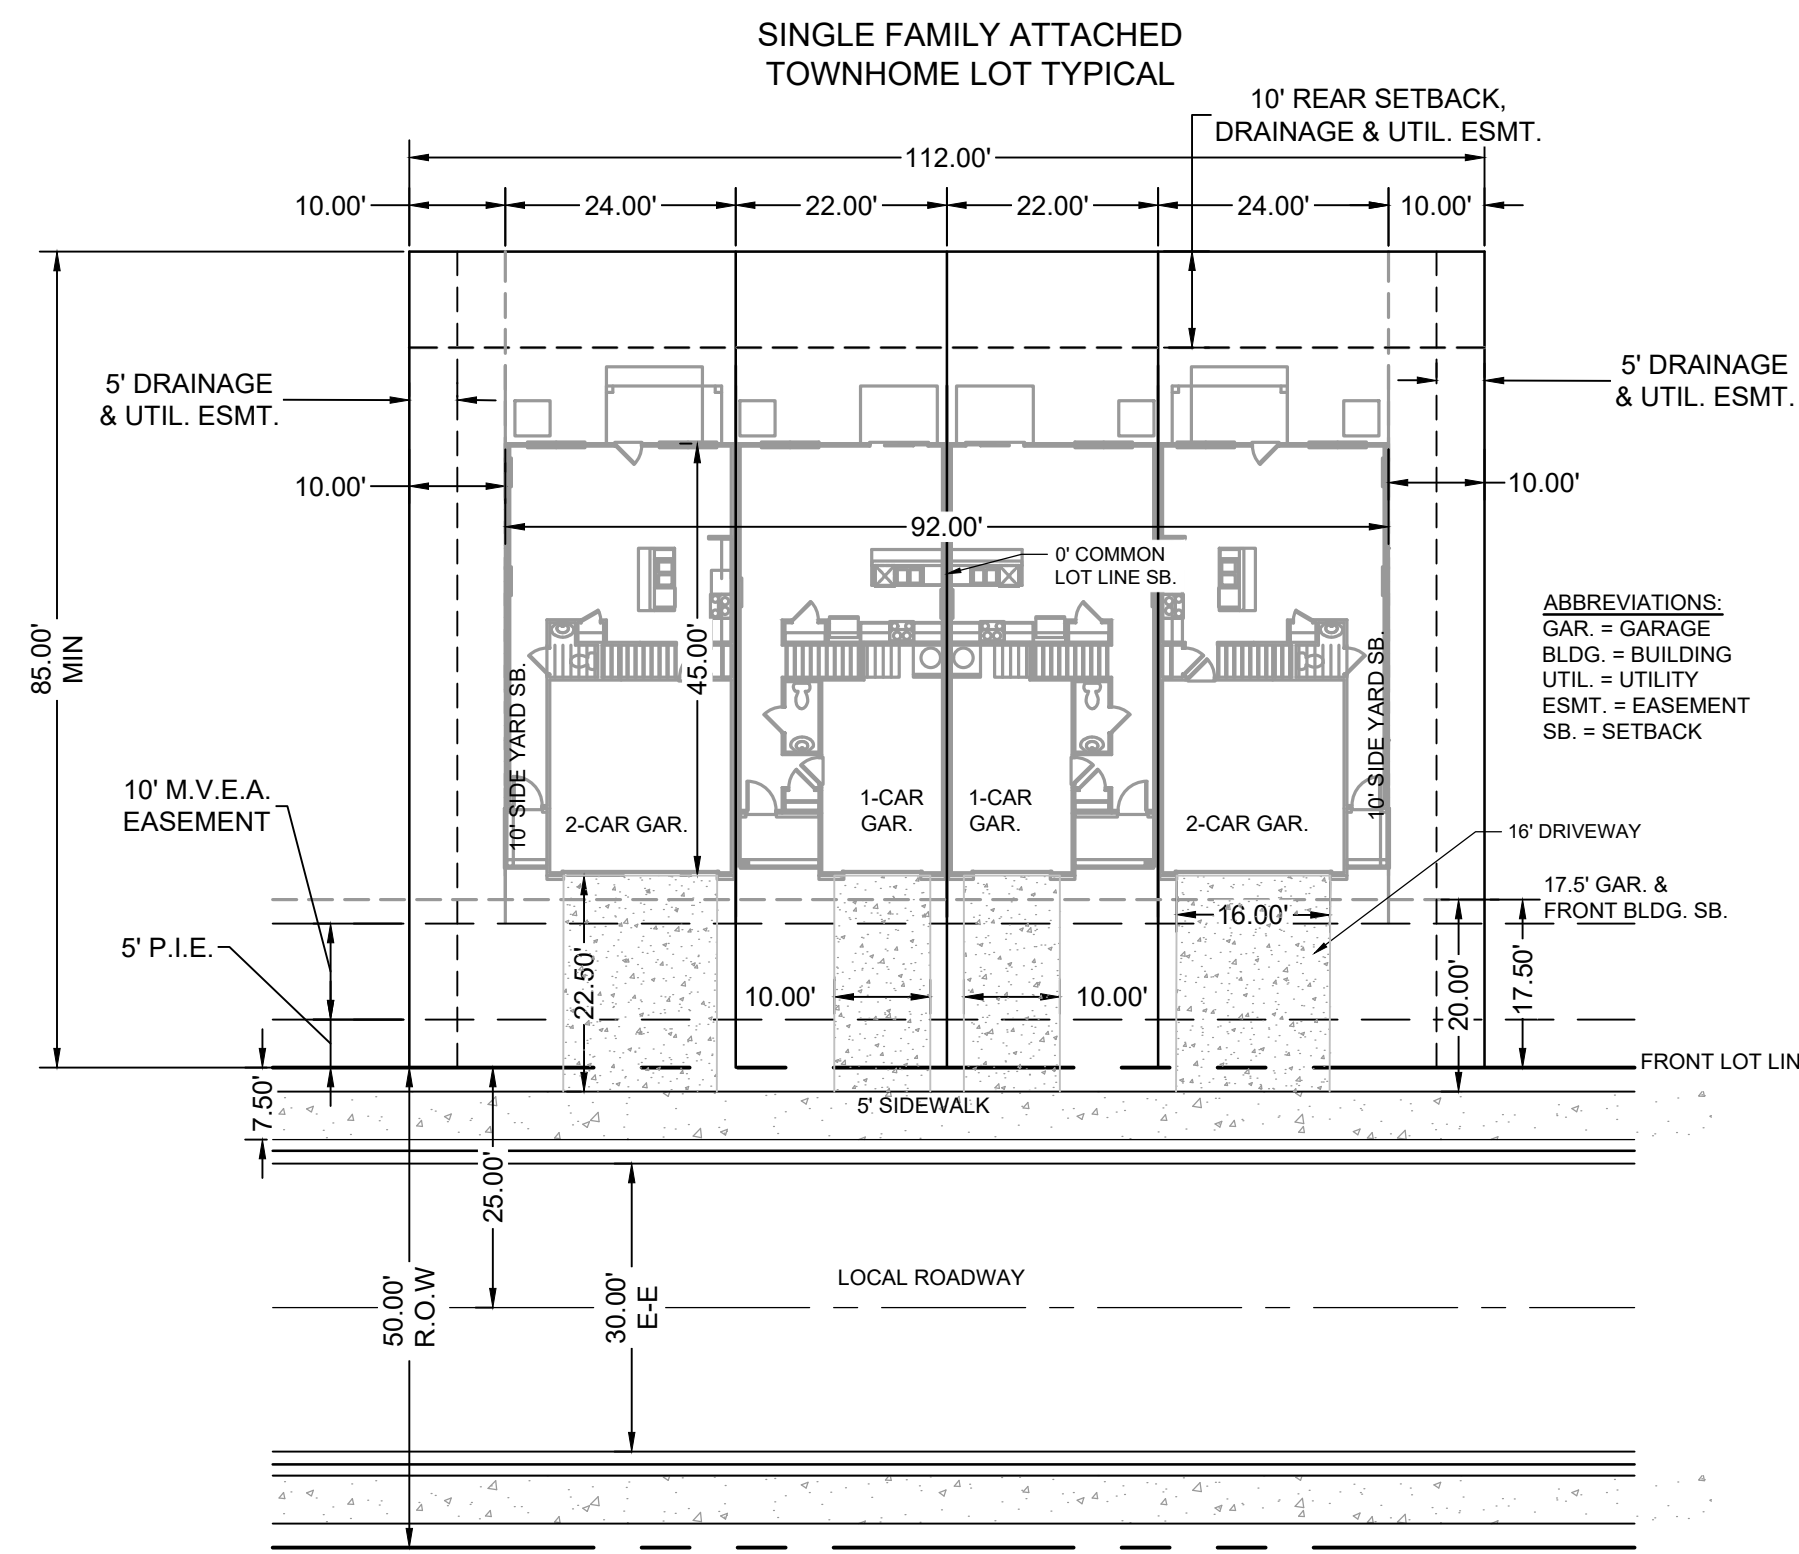 SINGLE FAMILY ATTACHED
TOWNHOME LOT TYPICAL
10' REAR SETBACK,
DRAINAGE & UTIL. ESMT.
112.00'
10.00'
24.00'
22.00'
22.00'
24.00'
10.00'
5' DRAINAGE
& UTIL. ESMT.
5' DRAINAGE
& UTIL. ESMT.
10.00'
10.00'
92.00'
0' COMMON
LOT LINE SB.
85.00'
MIN
45.00'
10' SIDE YARD SB.
10' SIDE YARD SB.
ABBREVIATIONS:
GAR. = GARAGE
BLDG. = BUILDING
UTIL. = UTILITY
ESMT. = EASEMENT
SB. = SETBACK
10' M.V.E.A.
EASEMENT
2-CAR GAR.
1-CAR
GAR.
1-CAR
GAR.
2-CAR GAR.
16' DRIVEWAY
17.5' GAR. &
FRONT BLDG. SB.
16.00'
5' P.I.E.
22.50'
10.00'
10.00'
20.00'
17.50'
FRONT LOT LIN
7.50'
5' SIDEWALK
25.00'
50.00'
R.O.W
30.00'
E-E
LOCAL ROADWAY